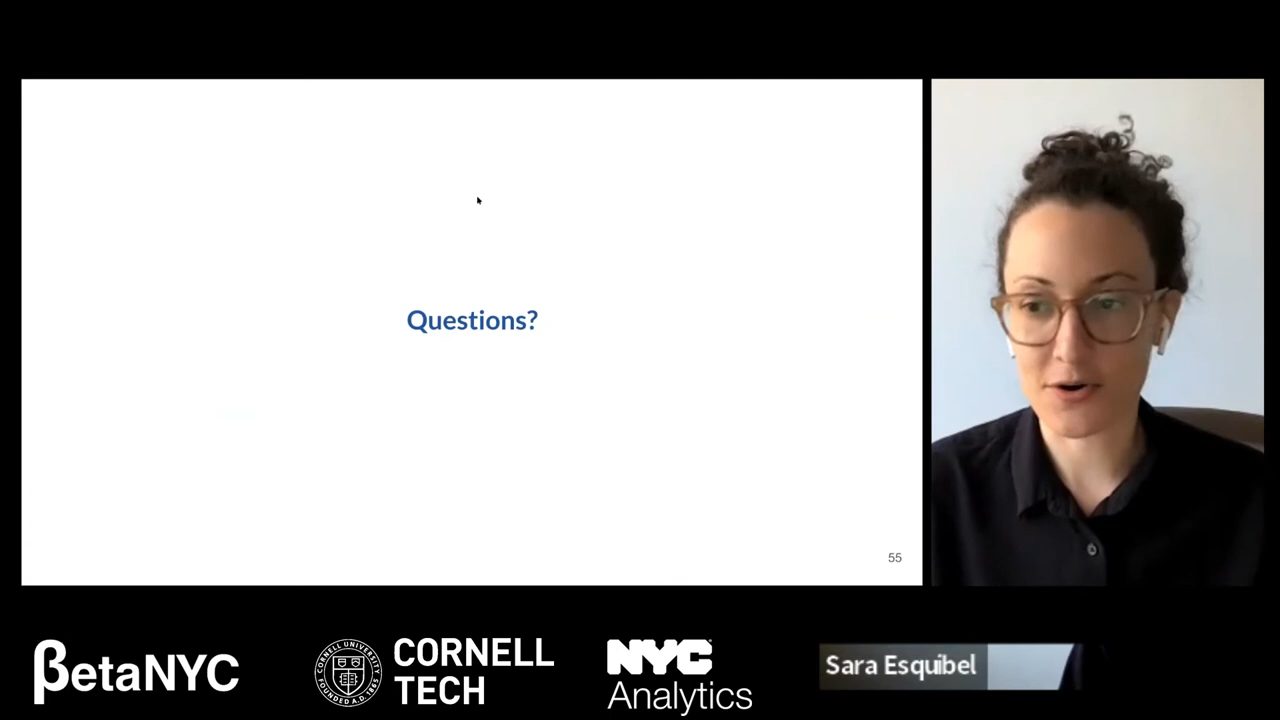 Questions?
55
βetaNYC
CORNELL
TECH
NYC
Analytics
Sara Esquibel